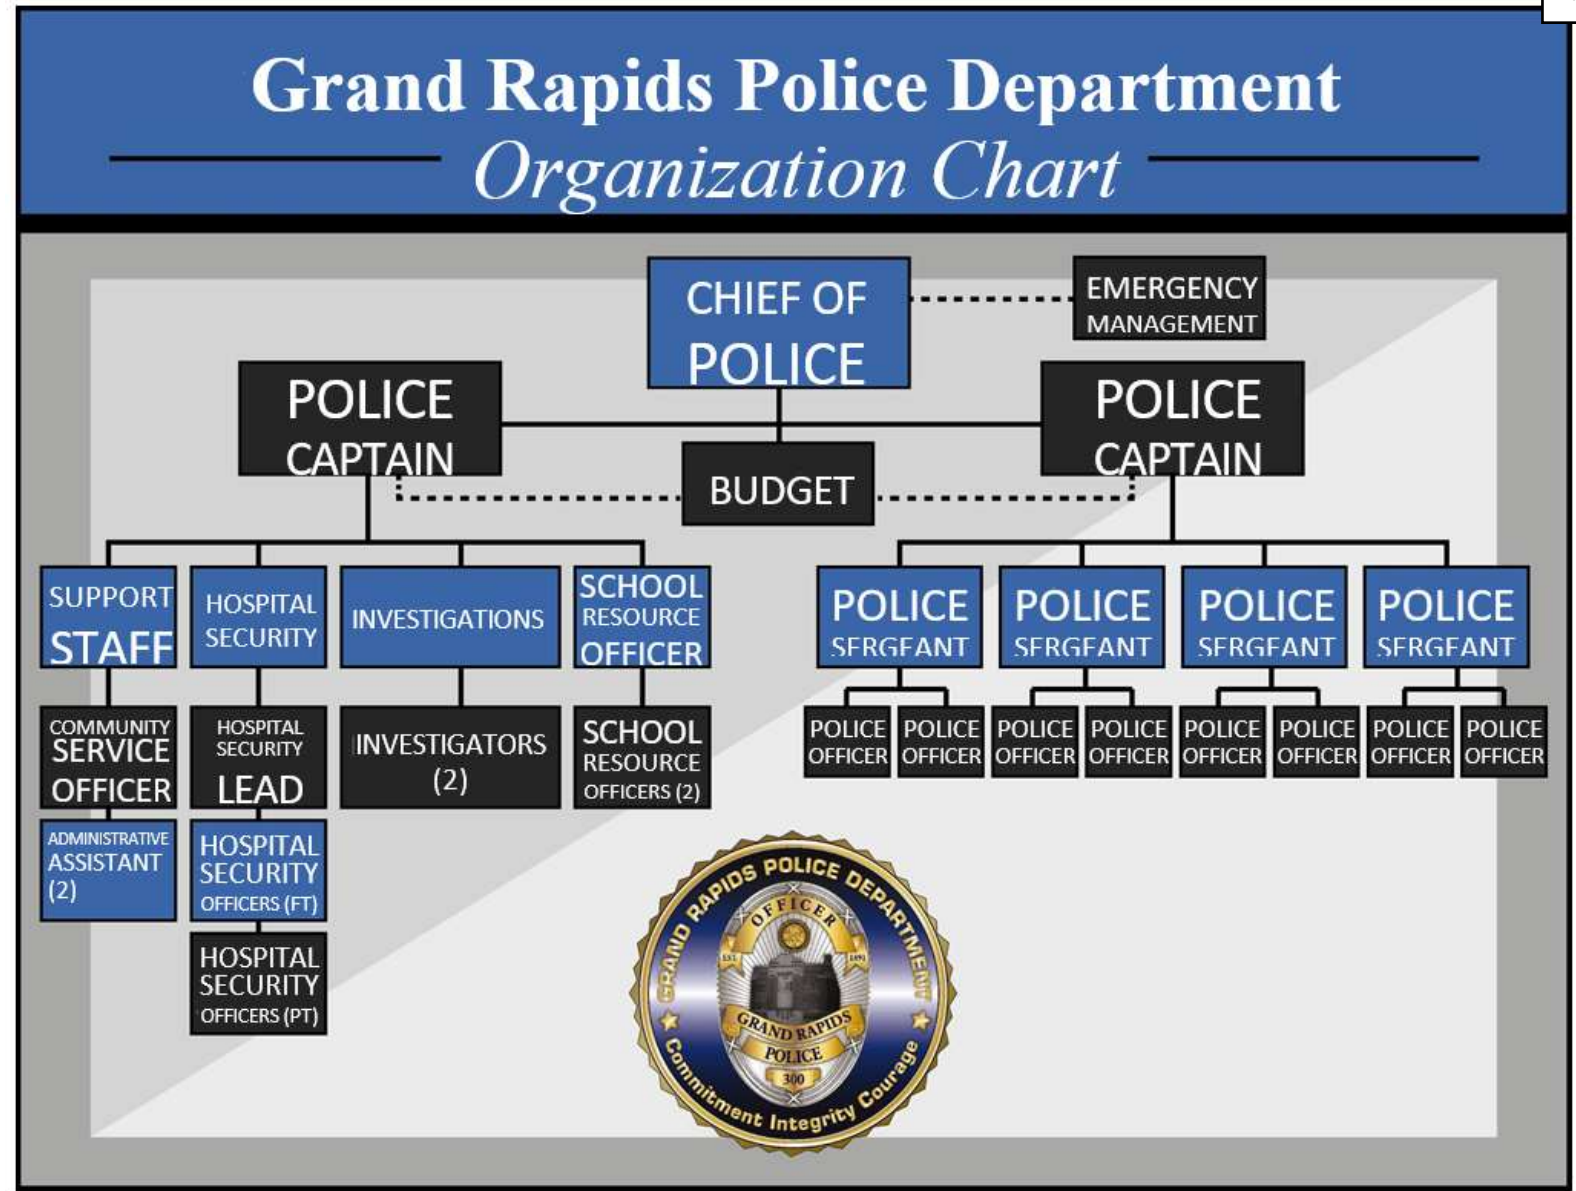 Grand Rapids Police Department
Organization Chart
CHIEF OF
POLICE
EMERGENCY
MANAGEMENT
POLICE
CAPTAIN
POLICE
CAPTAIN
BUDGET
SUPPORT
STAFF
HOSPITAL
SECURITY
INVESTIGATIONS
SCHOOL
RESOURCE
OFFICER
POLICE
SERGEANT
POLICE
SERGEANT
POLICE
SERGEANT
POLICE
SERGEANT
COMMUNITY
SERVICE
OFFICER
HOSPITAL
SECURITY
LEAD
INVESTIGATORS
(2)
SCHOOL
RESOURCE
OFFICERS (2)
POLICE
OFFICER
POLICE
OFFICER
POLICE
OFFICER
POLICE
OFFICER
POLICE
OFFICER
POLICE
OFFICER
POLICE
OFFICER
POLICE
OFFICER
ADMINISTRATIVE
ASSISTANT
(2)
HOSPITAL
SECURITY
OFFICERS (FT)
HOSPITAL
SECURITY
OFFICERS (PT)
GRAND RAPIDS POLICE DEPARTMENT
OFFICER
EST. 1891
GRAND RAPIDS
POLICE
300
Commitment Integrity Courage